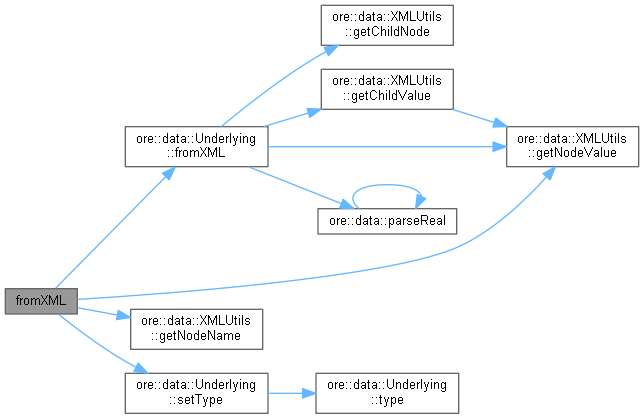 ore::data::XMLUtils
::getChildNode
ore::data::XMLUtils
::getChildValue
ore::data::Underlying
::fromXML
ore::data::XMLUtils
::getNodeValue
ore::data::parseReal
fromXML
ore::data::XMLUtils
::getNodeName
ore::data::Underlying
::setType
ore::data::Underlying
::type